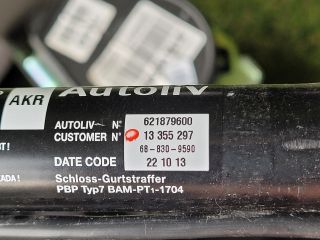 AKR Autoliv
AUTOLIV N° 621879600
CUSTOMER N° 13 355 297
68-830-9590
DATE CODE 22 10 13
Schloss-Gurtstraffer
PBP Typ7 BAM-PT1-1704